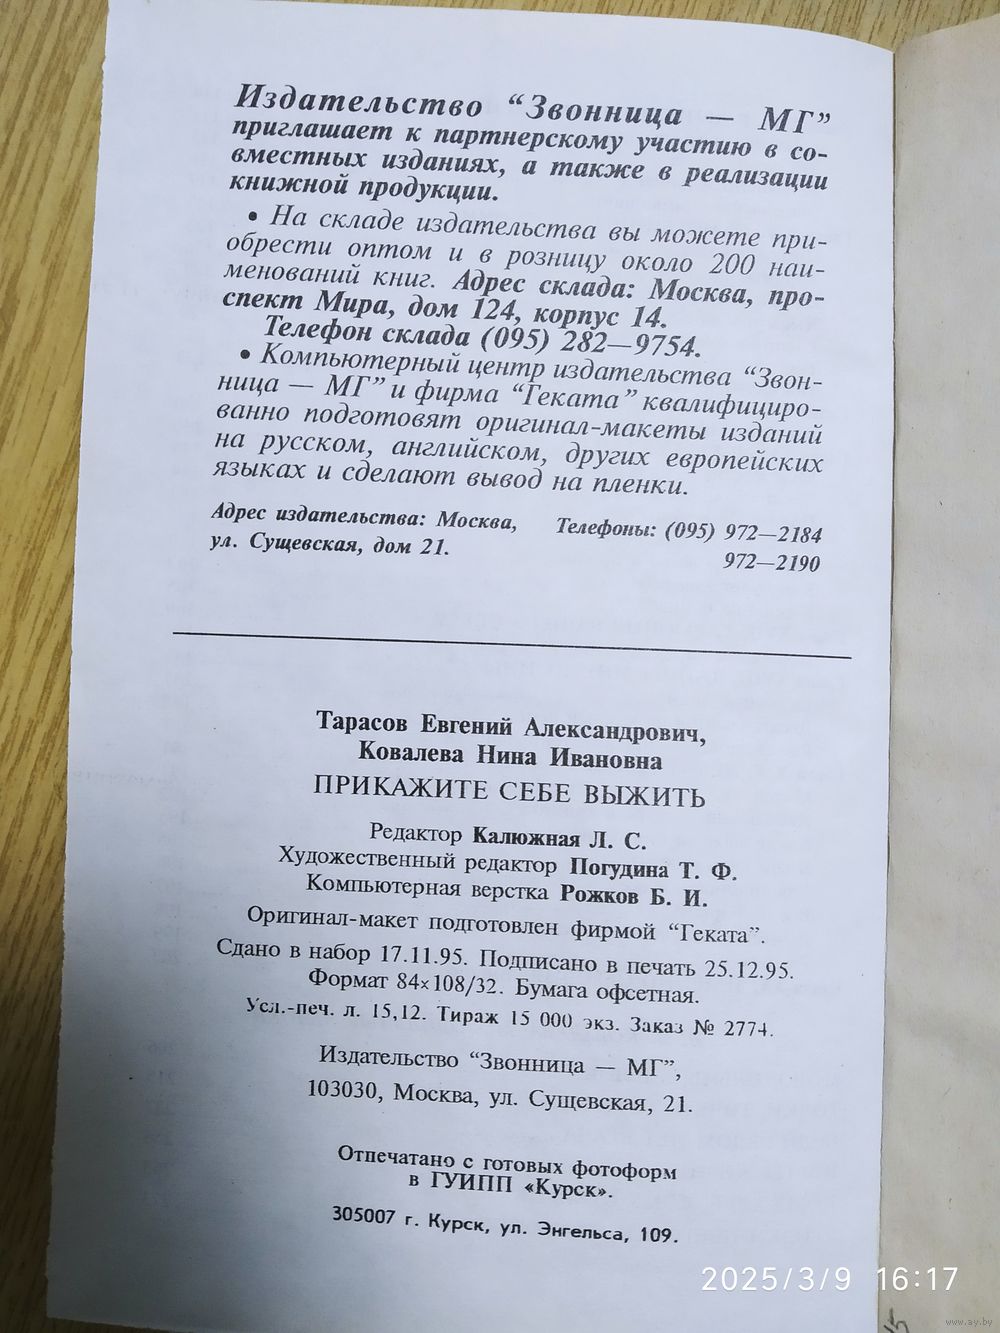 Издательство “Звонница — МГ”
приглашает к партнерскому участию в со-
вместных изданиях, а также в реализации
книжной продукции.
• На складе издательства вы можете при-
обрести оптом и в розницу около 200 наи-
менований книг. Адрес склада: Москва, про-
спект Мира, дом 124, корпус 14.
Телефон склада (095) 282—9754.
• Компьютерный центр издательства “Звон-
ница — МГ” и фирма “Геката” квалифициро-
ванно подготовят оригинал-макеты изданий
на русском, английском, других европейских
языках и сделают вывод на пленки.
Адрес издательства: Москва, Телефоны: (095) 972—2184
ул. Сущевская, дом 21. 972—2190
Тарасов Евгений Александрович,
Ковалева Нина Ивановна
ПРИКАЖИТЕ СЕБЕ ВЫЖИТЬ
Редактор Калюжная Л. С.
Художественный редактор Погудина Т. Ф.
Компьютерная верстка Рожков Б. И.
Оригинал-макет подготовлен фирмой “Геката”.
Сдано в набор 17.11.95. Подписано в печать 25.12.95.
Формат 84×108/32. Бумага офсетная.
Усл.-печ. л. 15,12. Тираж 15 000 экз. Заказ № 2774.
Издательство “Звонница — МГ”,
103030, Москва, ул. Сущевская, 21.
Отпечатано с готовых фотоформ
в ГУИПП «Курск».
305007 г. Курск, ул. Энгельса, 109.
2025/3/9 16:17
www.ay.by